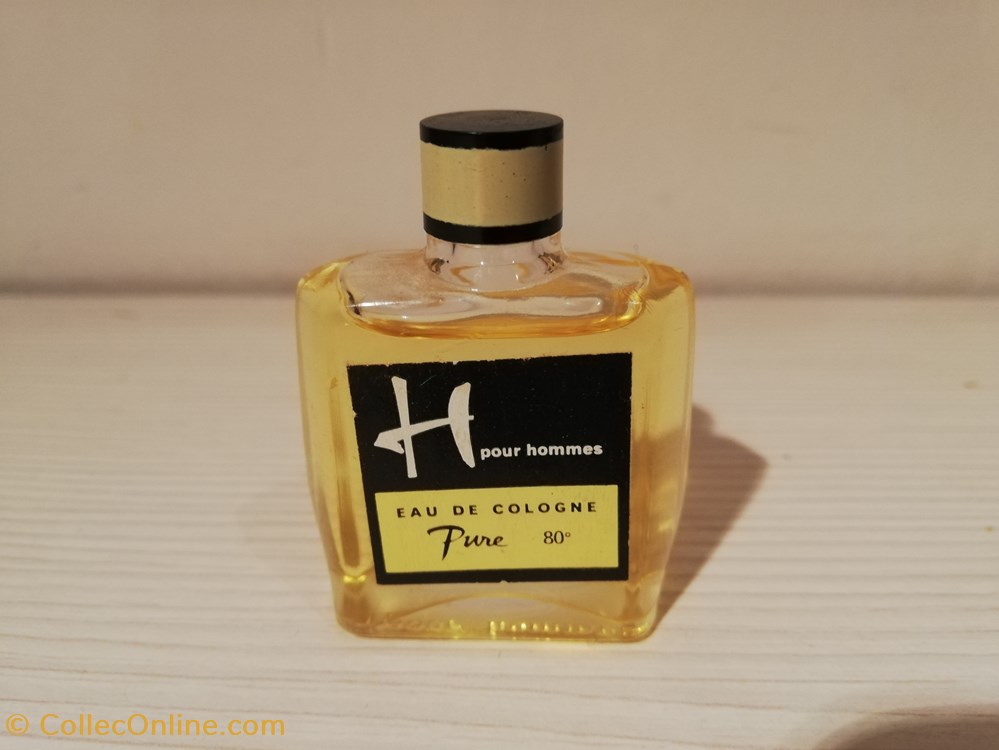 H pour hommes
EAU DE COLOGNE
Pure 80°
© CollecOnline.com